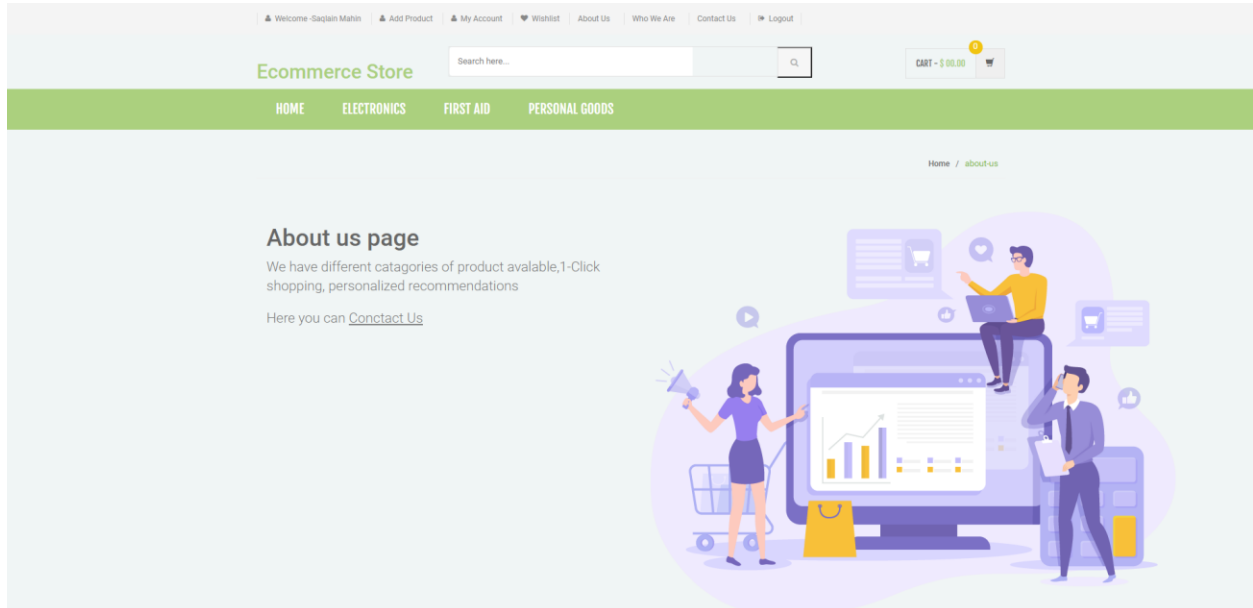 Welcome -Saqlain Mahin Add Product My Account Wishlist About Us Who We Are Contact Us Logout
0
Ecommerce Store Search here... CART - $ 00.00
HOME ELECTRONICS FIRST AID PERSONAL GOODS
Home / about-us
About us page
We have different catagories of product avalable,1-Click
shopping, personalized recommendations
Here you can Conctact Us